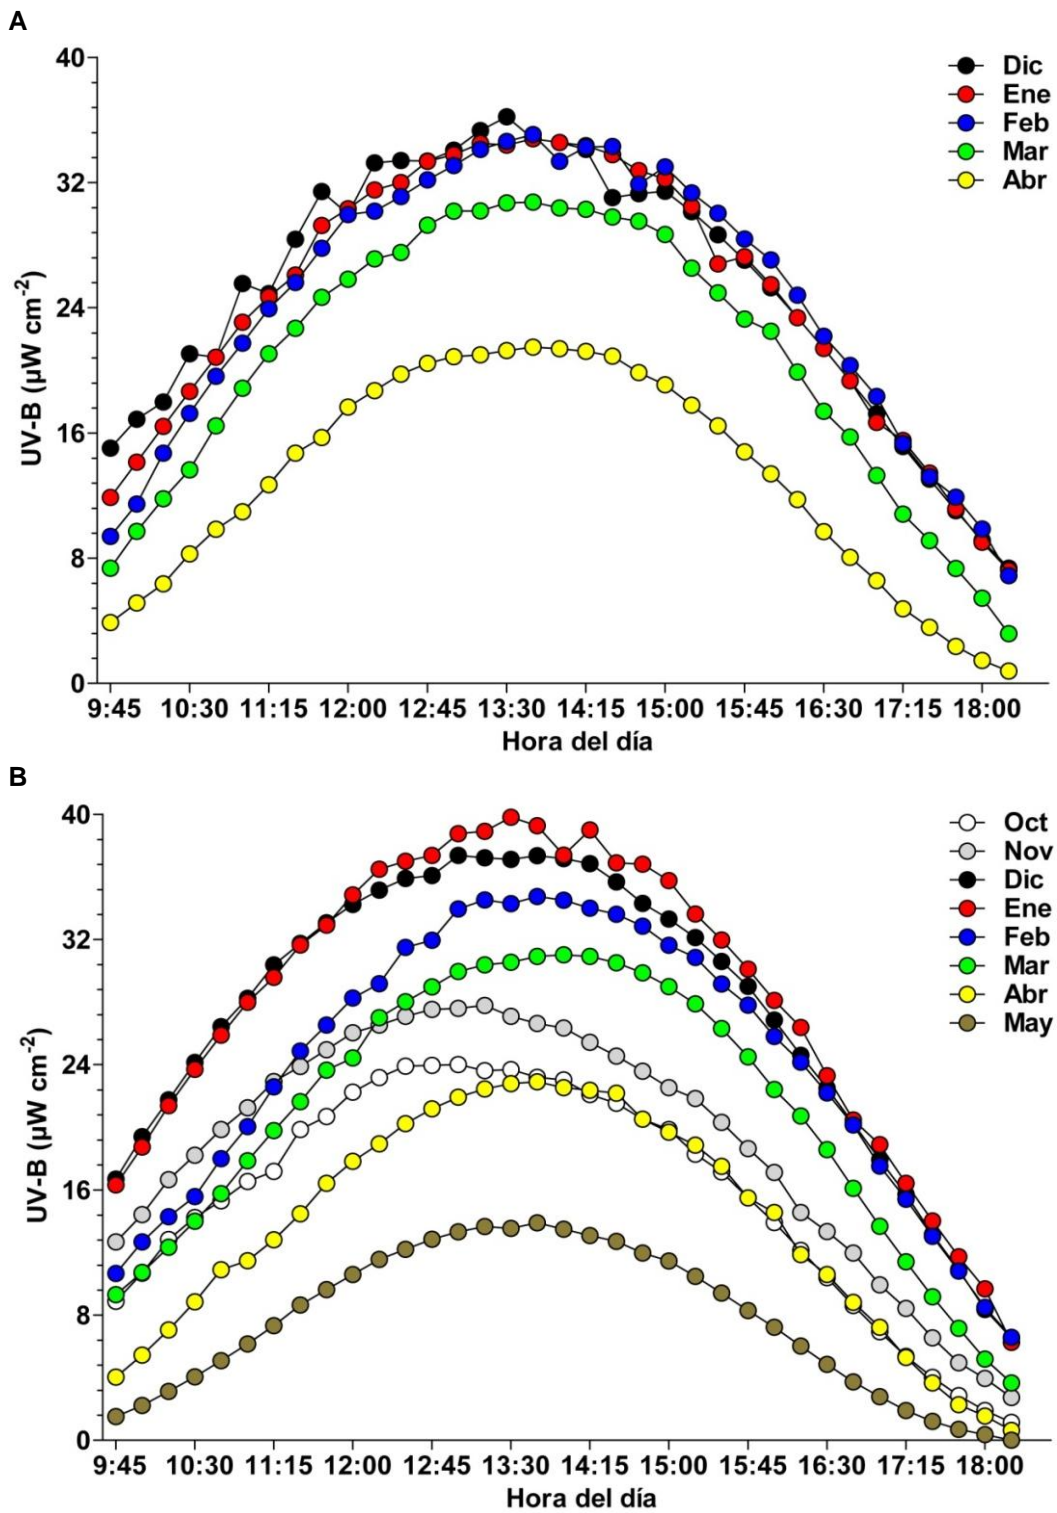 A
40
32
24
16
8
0
UV-B (µW cm-2)
Dic
Ene
Feb
Mar
Abr
9:45 10:30 11:15 12:00 12:45 13:30 14:15 15:00 15:45 16:30 17:15 18:00
Hora del día
B
40
32
24
16
8
0
UV-B (µW cm-2)
Oct
Nov
Dic
Ene
Feb
Mar
Abr
May
9:45 10:30 11:15 12:00 12:45 13:30 14:15 15:00 15:45 16:30 17:15 18:00
Hora del día